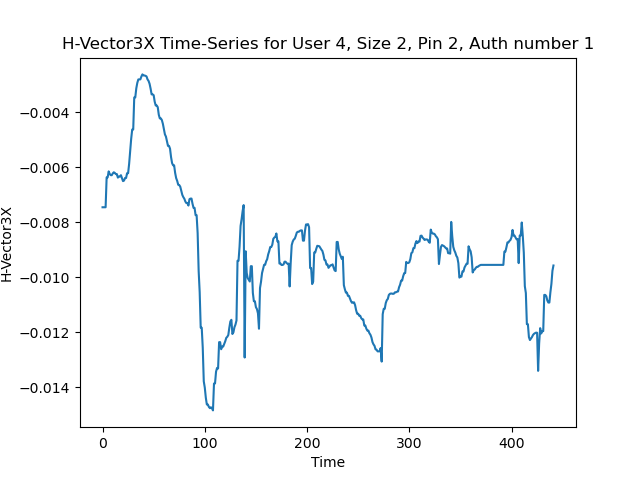 H-Vector3X Time-Series for User 4, Size 2, Pin 2, Auth number 1
H-Vector3X
−0.004
−0.006
−0.008
−0.010
−0.012
−0.014
0 100 200 300 400
Time